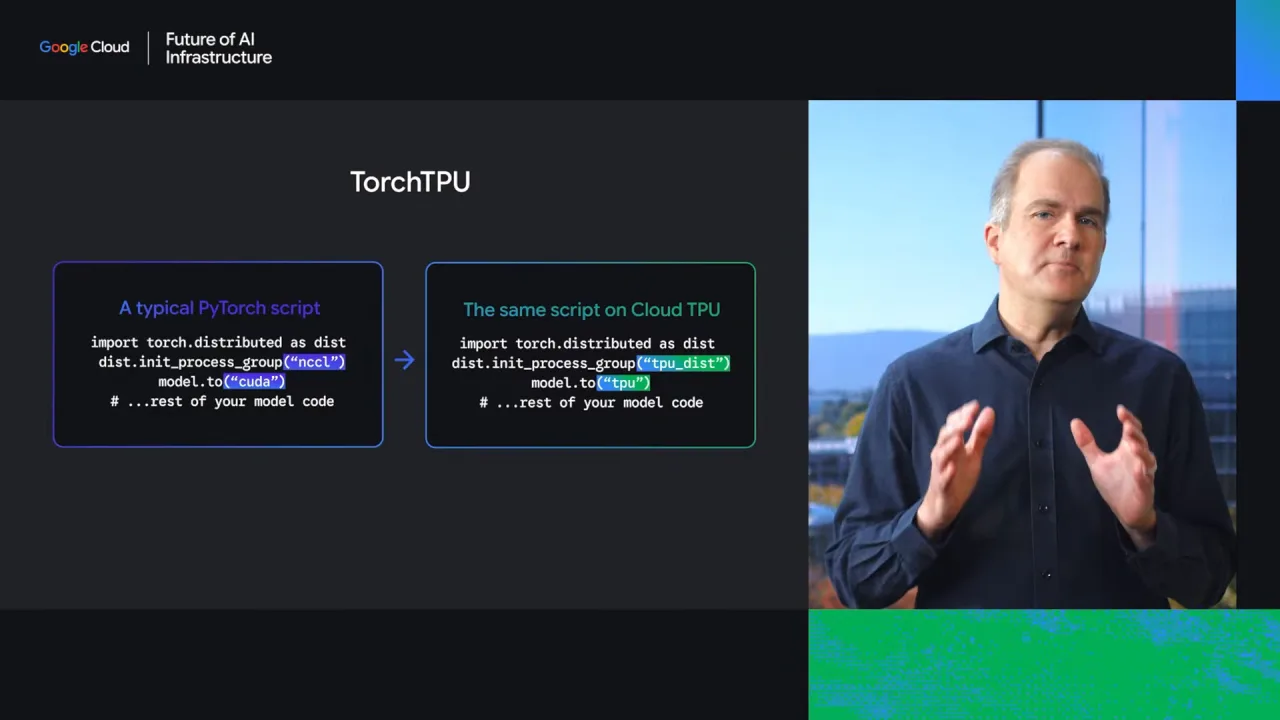 Google Cloud
Future of AI
Infrastructure
TorchTPU
A typical PyTorch script
import torch.distributed as dist
dist.init_process_group(“nccl”)
model.to(“cuda”)
# ...rest of your model code
The same script on Cloud TPU
import torch.distributed as dist
dist.init_process_group(“tpu_dist”)
model.to(“tpu”)
# ...rest of your model code